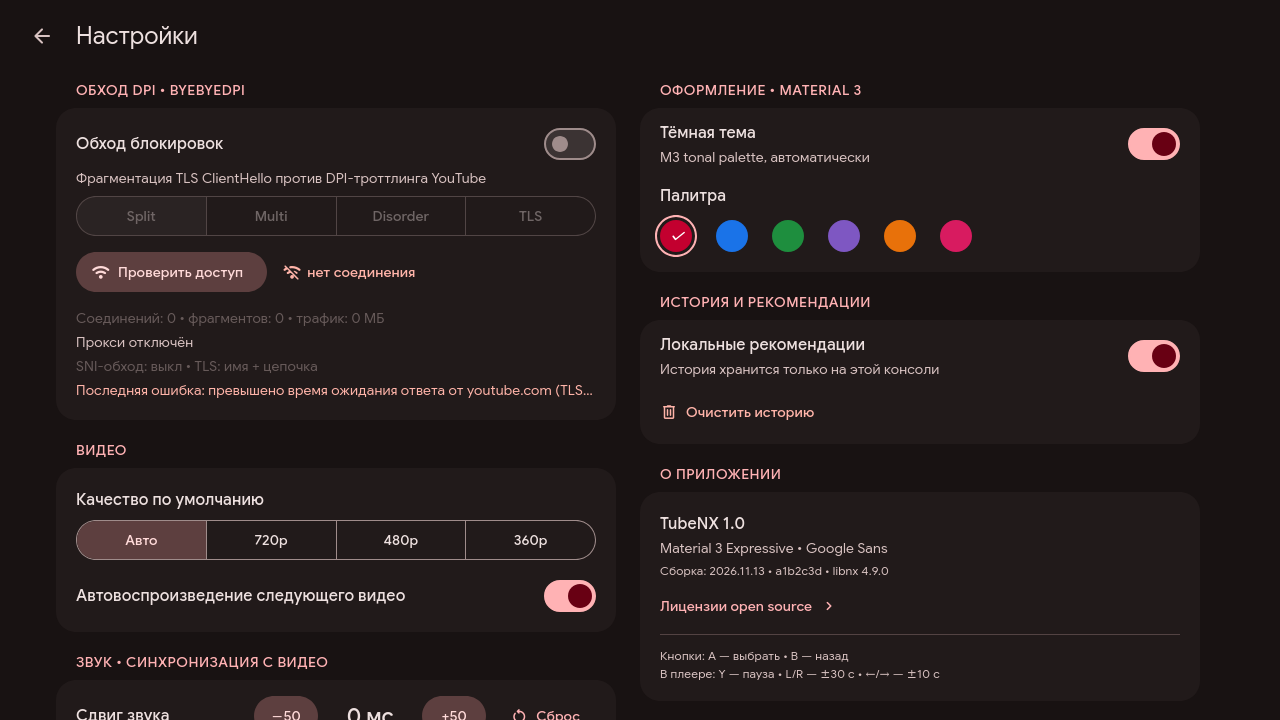 Настройки
ОБХОД DPI • BYEBYEDPI
Обход блокировок
Фрагментация TLS ClientHello против DPI-троттлинга YouTube
Split Multi Disorder TLS
Проверить доступ нет соединения
Соединений: 0 • фрагментов: 0 • трафик: 0 МБ
Прокси отключён
SNI-обход: выкл • TLS: имя + цепочка
Последняя ошибка: превышено время ожидания ответа от youtube.com (TLS...
ВИДЕО
Качество по умолчанию
Авто 720p 480p 360p
Автовоспроизведение следующего видео
ЗВУК • СИНХРОНИЗАЦИЯ С ВИДЕО
Сдвиг звука −50 0 мс +50 Сброс
ОФОРМЛЕНИЕ • MATERIAL 3
Тёмная тема
M3 tonal palette, автоматически
Палитра
ИСТОРИЯ И РЕКОМЕНДАЦИИ
Локальные рекомендации
История хранится только на этой консоли
Очистить историю
О ПРИЛОЖЕНИИ
TubeNX 1.0
Material 3 Expressive • Google Sans
Сборка: 2026.11.13 • a1b2c3d • libnx 4.9.0
Лицензии open source
Кнопки: A — выбрать • B — назад
В плеере: Y — пауза • L/R — ±30 с • ←/→ — ±10 с